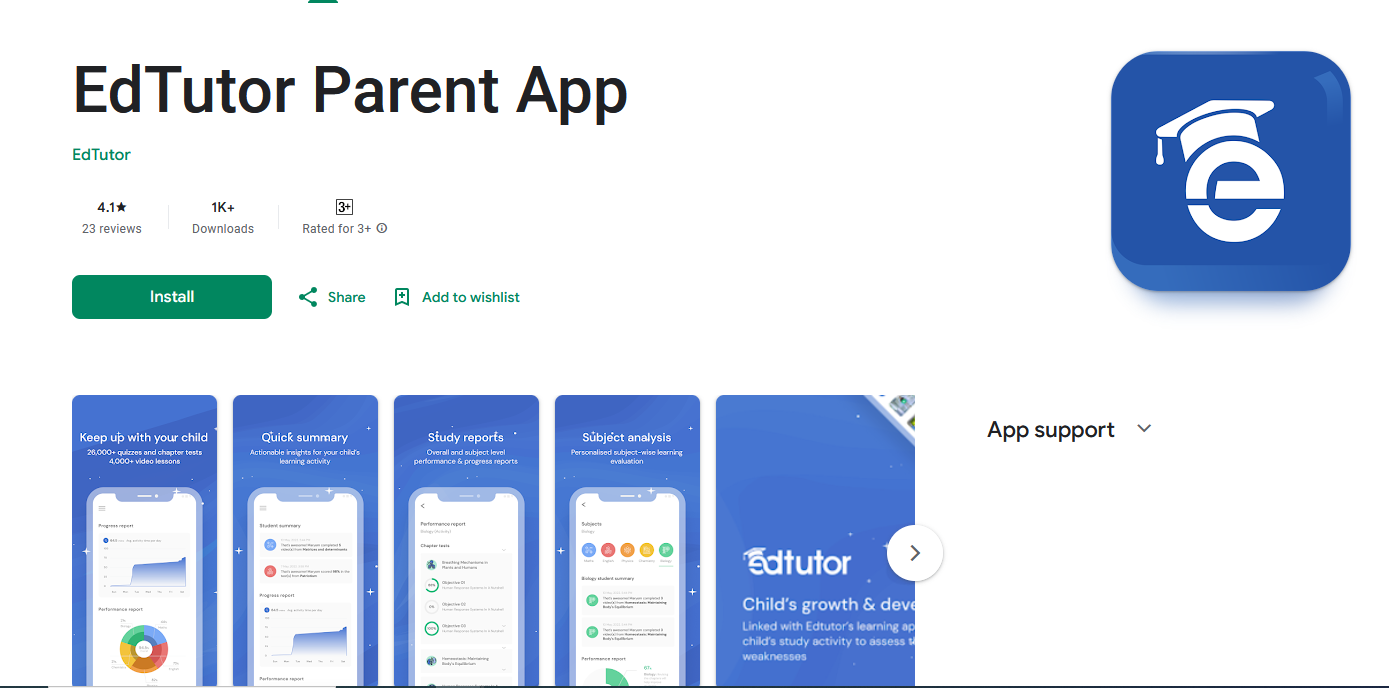 EdTutor Parent App
EdTutor
4.1★
23 reviews
1K+
Downloads
3+
Rated for 3+
Install
Share
Add to wishlist
App support
Keep up with your child
26,000+ quizzes and chapter tests
4,000+ video lessons
Progress report
Performance report
Quick summary
Actionable insights for your child's
learning activity
Student summary
Progress report
Performance report
Study reports
Overall and subject level
performance & progress reports
Performance report
Chapter tests
Breathing Mechanisms in
Plants and Humans
Objective 01
Objective 02
Objective 03
Homeostasis: Maintaining
Body's Equilibrium
Subject analysis
Personalised subject-wise learning
evaluation
Subjects
Biology
Biology student summary
Performance report
Edtutor
Child's growth & deve
Linked with Edtutor's learning ap
child's study activity to assess
weaknesses